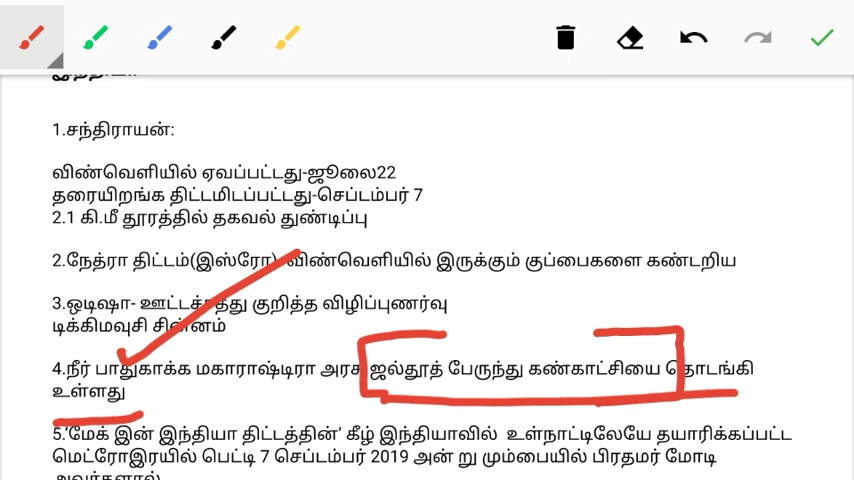 1.சந்திராயன்:
விண்வெளியில் ஏவப்பட்டது-ஜூலை22
தரையிறங்க திட்டமிடப்பட்டது-செப்டம்பர் 7
2.1 கி.மீ தூரத்தில் தகவல் துண்டிப்பு
2.நேத்ரா திட்டம்(இஸ்ரோ)-விண்வெளியில் இருக்கும் குப்பைகளை கண்டறிய
3.ஒடிஷா- ஊட்டச்சத்து குறித்த விழிப்புணர்வு
டிக்கிமவுசி சின்னம்
4.நீர் பாதுகாக்க மகாராஷ்டிரா அரசு ஜல்தூத் பேருந்து கண்காட்சியை தொடங்கி
உள்ளது
5.'மேக் இன் இந்தியா திட்டத்தின்' கீழ் இந்தியாவில் உள்நாட்டிலேயே தயாரிக்கப்பட்ட
மெட்ரோஇரயில் பெட்டி 7 செப்டம்பர் 2019 அன் று மும்பையில் பிரதமர் மோடி